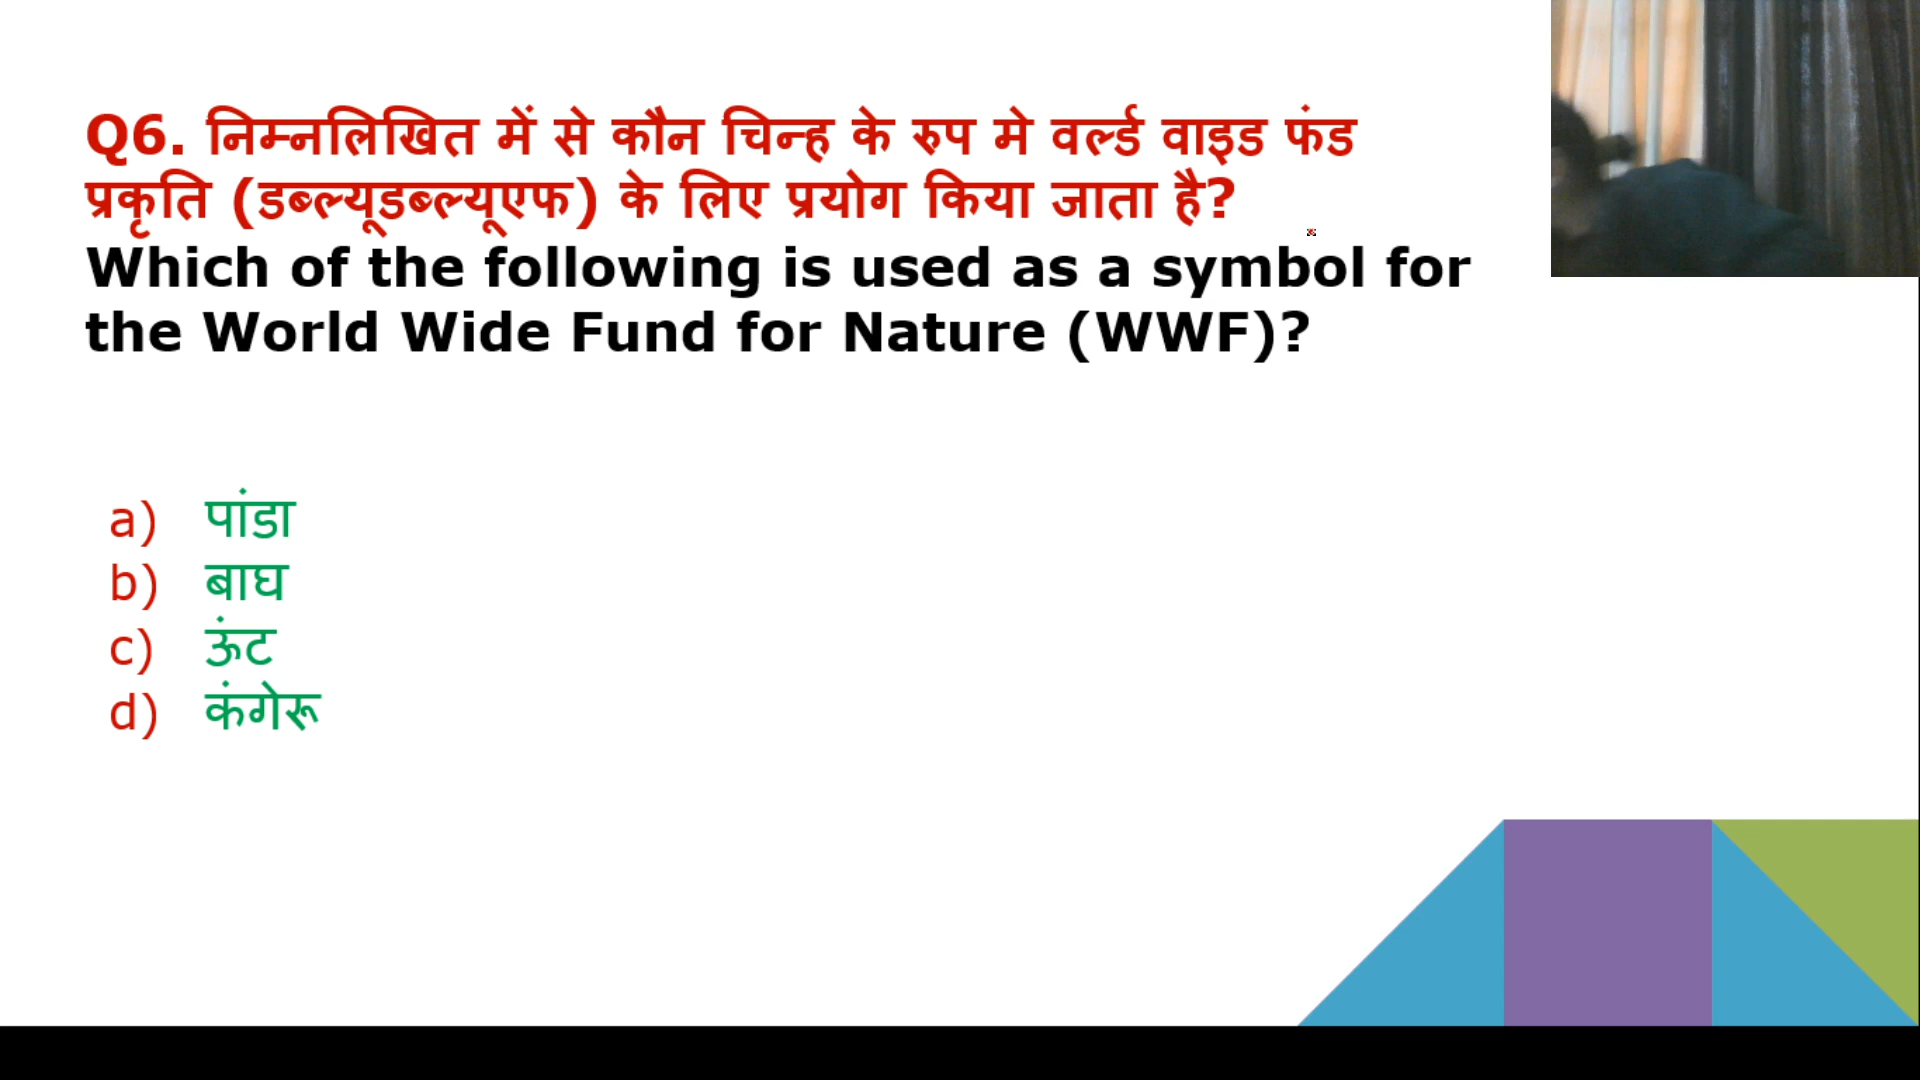 Q6. निम्नलिखित में से कौन चिन्ह के रुप मे वर्ल्ड वाइड फंड
प्रकृति (डब्ल्यूडब्ल्यूएफ) के लिए प्रयोग किया जाता है?
Which of the following is used as a symbol for
the World Wide Fund for Nature (WWF)?
a) पांडा
b) बाघ
c) ऊंट
d) कंगेरू